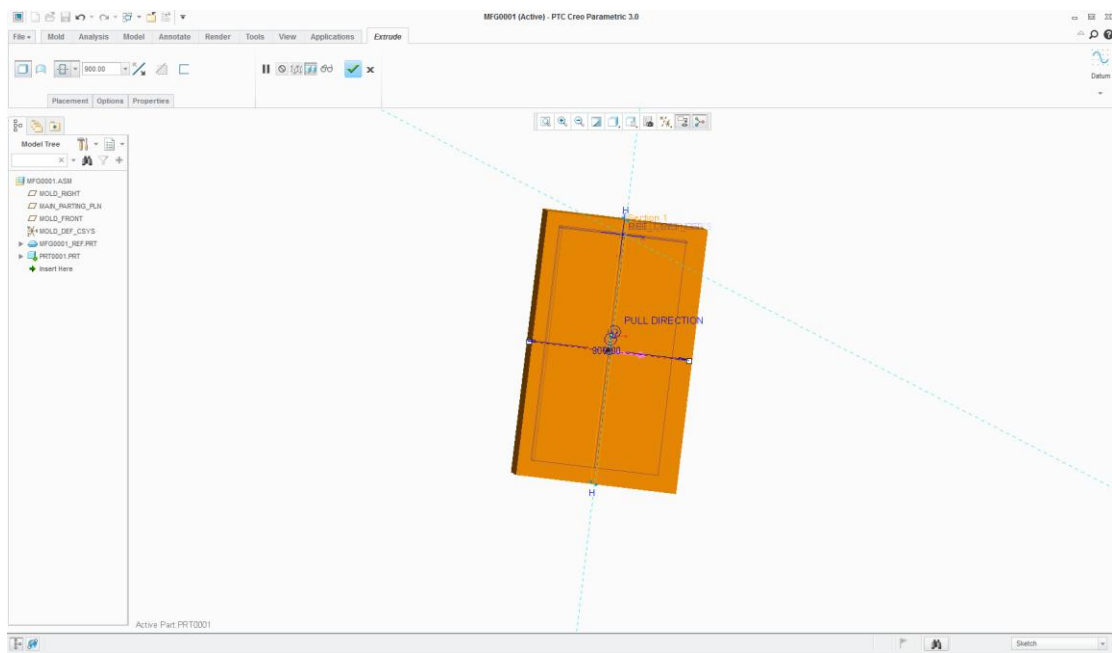 MFG0001 (Active) - PTC Creo Parametric 3.0
File Mold Analysis Model Annotate Render Tools View Applications Extrude
900.00
Datum
Placement Options Properties
Model Tree
MFG0001.ASM
MOLD_RIGHT
MAIN_PARTING_PLN
MOLD_FRONT
MOLD_DEF_CSYS
MFG0001_REF.PRT
PRT0001.PRT
Insert Here
H
Section 1
PULL DIRECTION
H
Active Part:PRT0001
Sketch